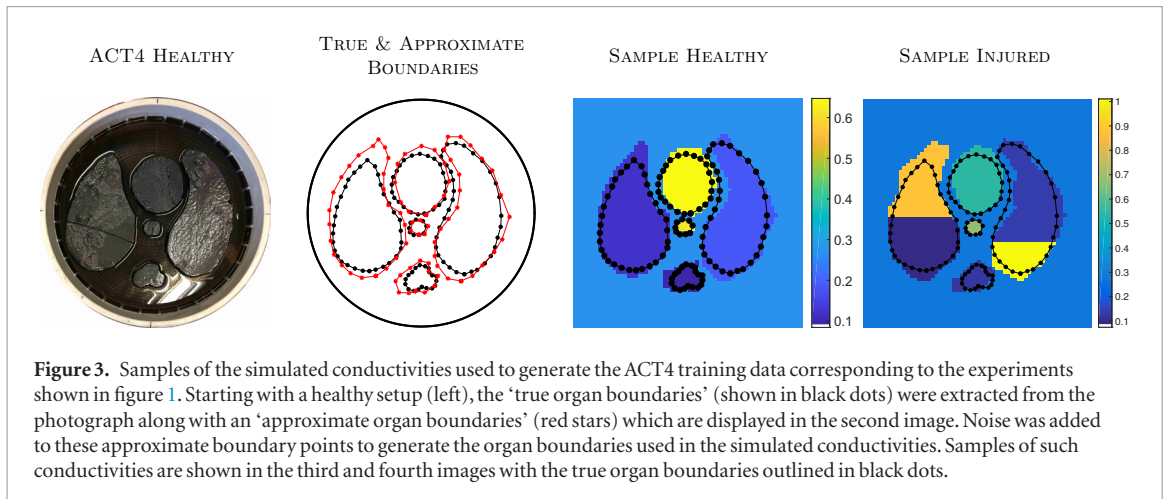 ACT4 HEALTHY
TRUE & APPROXIMATE
BOUNDARIES
SAMPLE HEALTHY
SAMPLE INJURED
0.6
0.5
0.4
0.3
0.2
0.1
1
0.9
0.8
0.7
0.6
0.5
0.4
0.3
0.2
0.1
Figure 3. Samples of the simulated conductivities used to generate the ACT4 training data corresponding to the experiments
shown in figure 1. Starting with a healthy setup (left), the ‘true organ boundaries’ (shown in black dots) were extracted from the
photograph along with an ‘approximate organ boundaries’ (red stars) which are displayed in the second image. Noise was added
to these approximate boundary points to generate the organ boundaries used in the simulated conductivities. Samples of such
conductivities are shown in the third and fourth images with the true organ boundaries outlined in black dots.